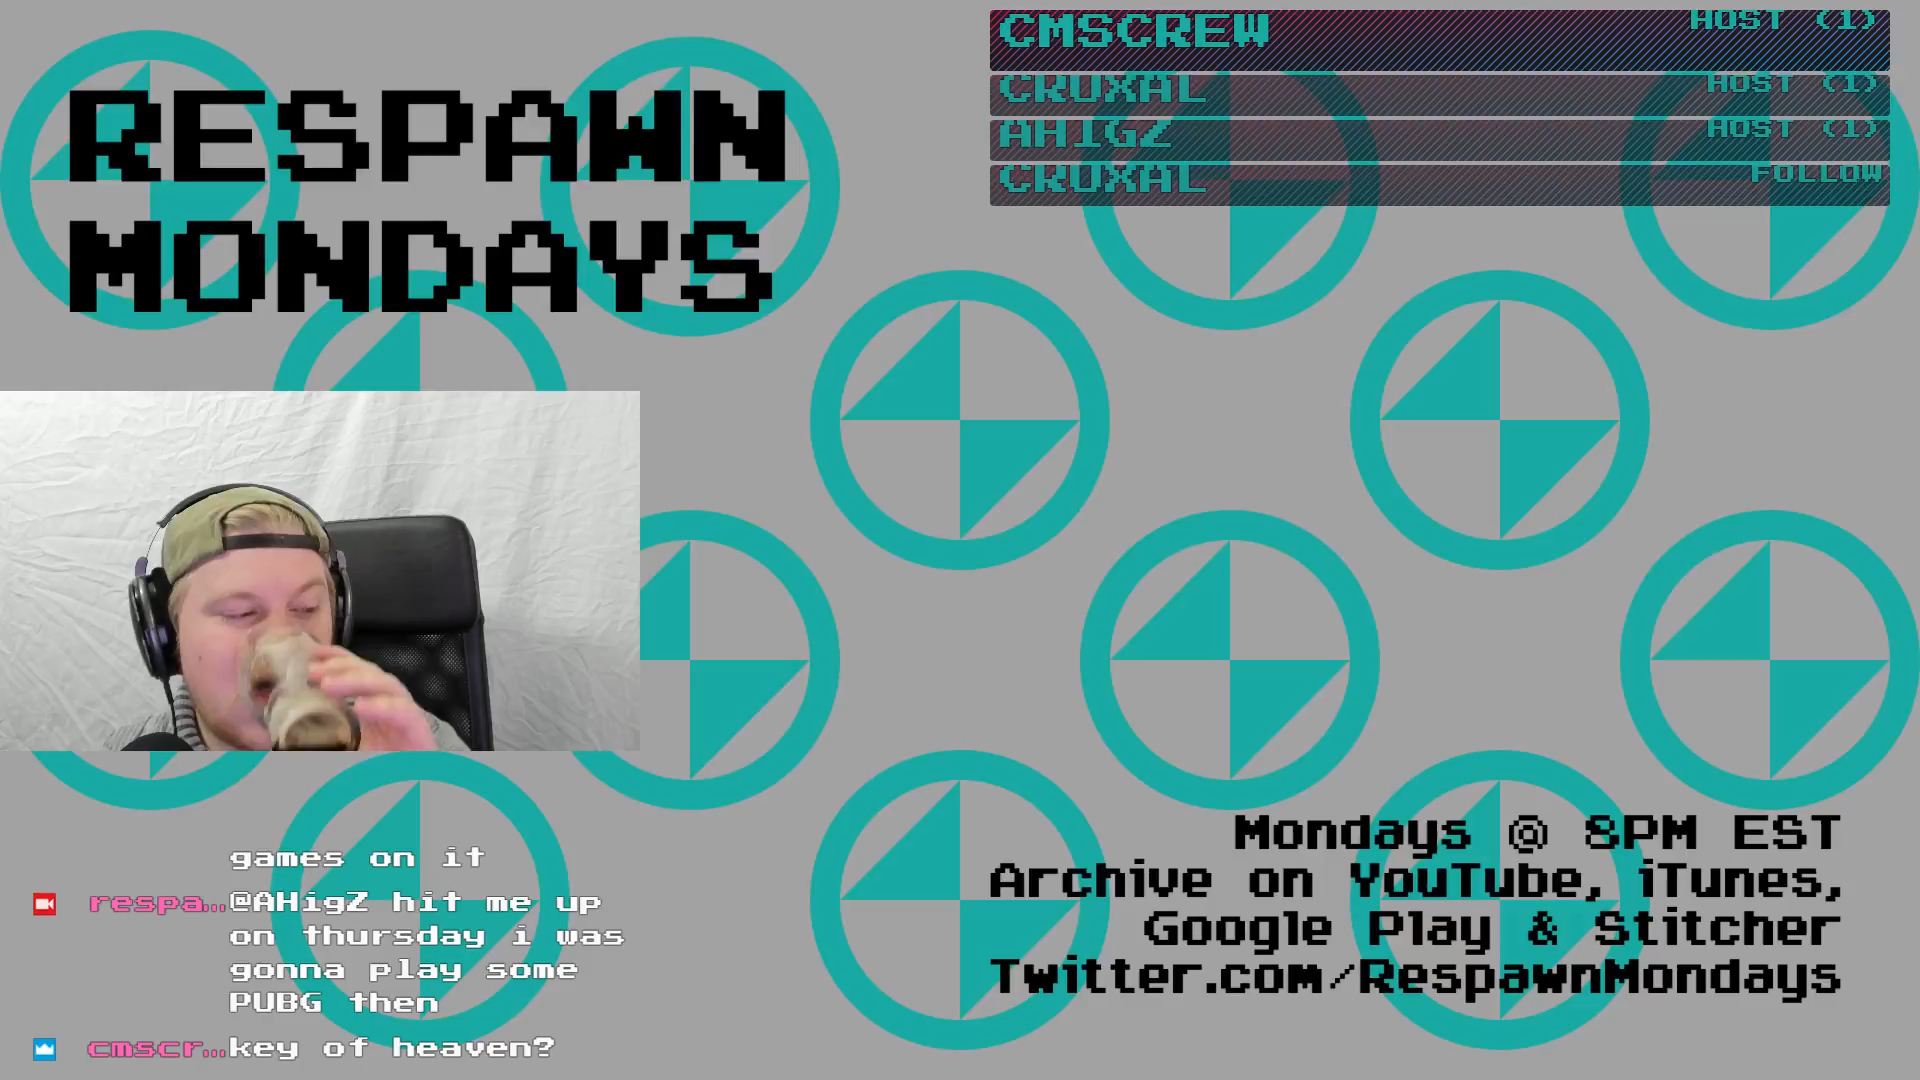 RESPAWN
MONDAYS
CMSCREW HOST (1)
CRUXAL HOST (1)
AHIGZ HOST (1)
CRUXAL FOLLOW
games on it
respa...@AHigZ hit me up
on thursday i was
gonna play some
PUBG then
cmscr...key of heaven?
Mondays @ 8PM EST
Archive on YouTube, iTunes,
Google Play & Stitcher
Twitter.com/RespawnMondays